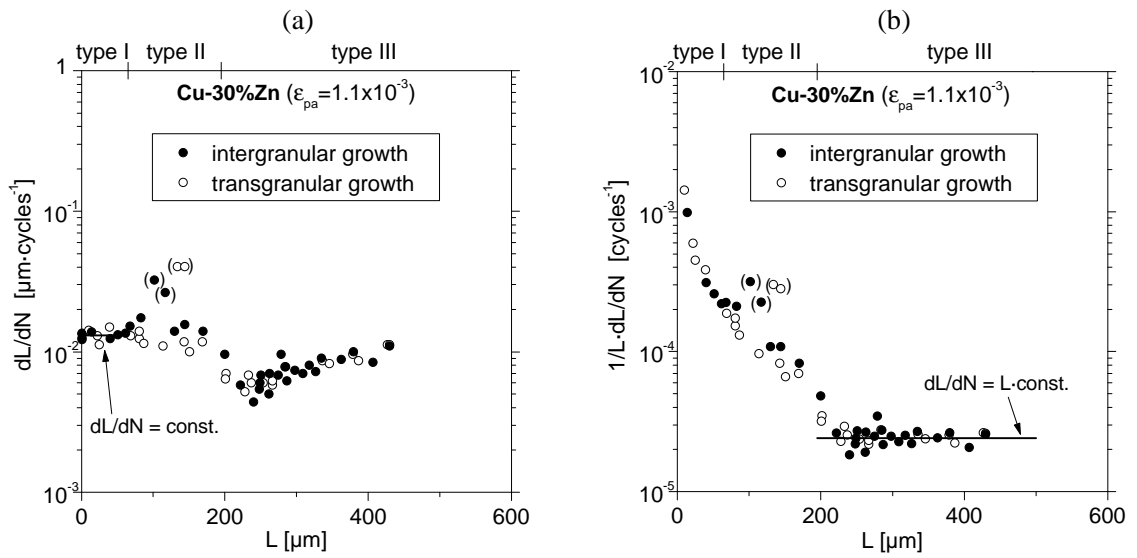 (a)
type I type II type III
1
Cu-30%Zn (εpa=1.1x10-3)
intergranular growth
transgranular growth
10-1
dL/dN [µm·cycles-1]
10-2
dL/dN = const.
10-3
0 200 400 600
L [µm]
(b)
type I type II type III
10-2
Cu-30%Zn (εpa=1.1x10-3)
intergranular growth
transgranular growth
10-3
1/L·dL/dN [cycles-1]
10-4
dL/dN = L·const.
10-5
0 200 400 600
L [µm]